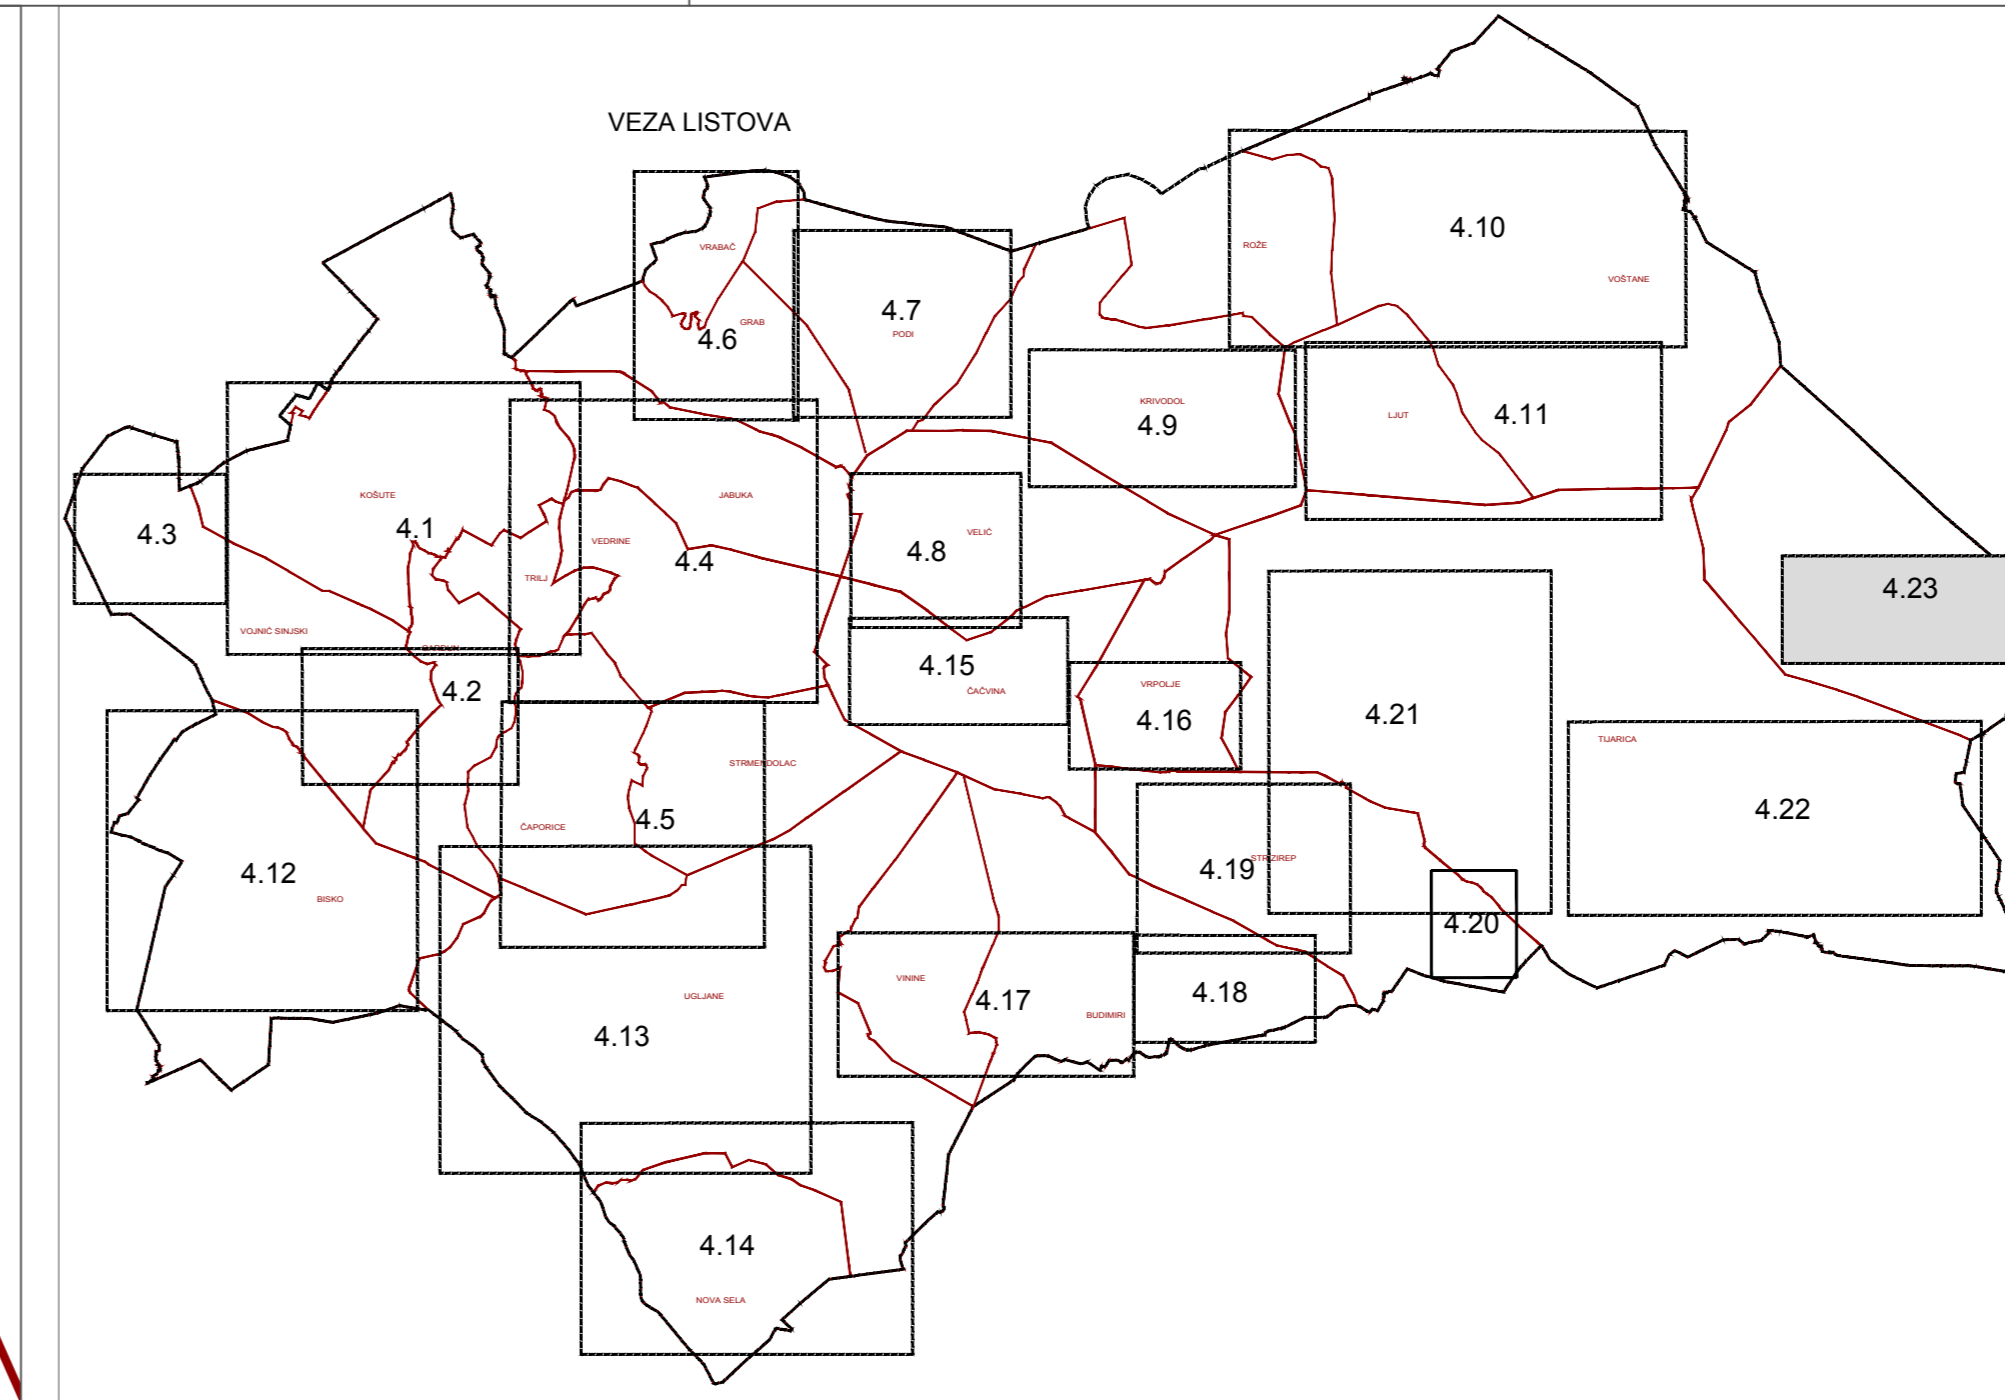 VEZA LISTOVA
4.10
ROŽE
VOŠTANE
VRABAČ
GRAB
4.6
4.7
PODI
KRIVODOL
4.9
LJUT
4.11
KOŠUTE
4.1
JABUKA
4.3
VEDRINE
4.4
TRILJ
4.8
VELIĆ
4.23
VOJNIĆ SINJSKI
GARDUN
4.2
4.15
ČAČVINA
VRPOLJE
4.16
4.21
TIJARICA
4.22
STRMENDOLAC
4.5
ČAPORICE
4.12
BISKO
4.19
STRIZIREP
4.20
VININE
4.17
BUDIMIRI
4.18
UGLJANE
4.13
4.14
NOVA SELA